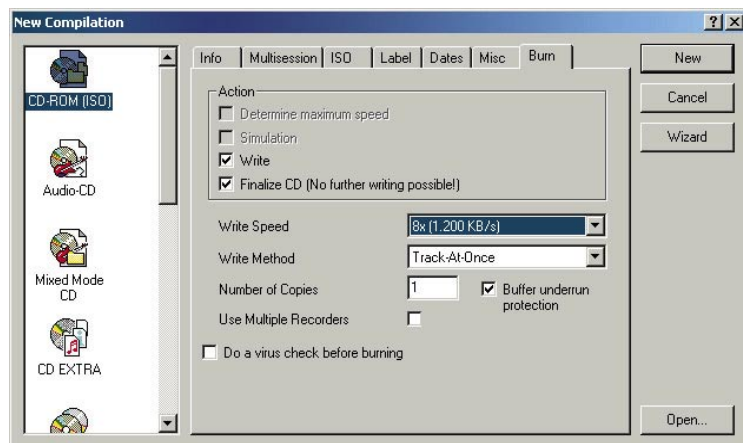 New Compilation
CD-ROM (ISO)
Audio-CD
Mixed Mode
CD
CD EXTRA
Info Multisession ISO Label Dates Misc Burn
Action
Determine maximum speed
Simulation
Write
Finalize CD (No further writing possible!)
Write Speed 8x (1.200 KB/s)
Write Method Track-At-Once
Number of Copies 1 Buffer underrun
protection
Use Multiple Recorders
Do a virus check before burning
New
Cancel
Wizard
Open...